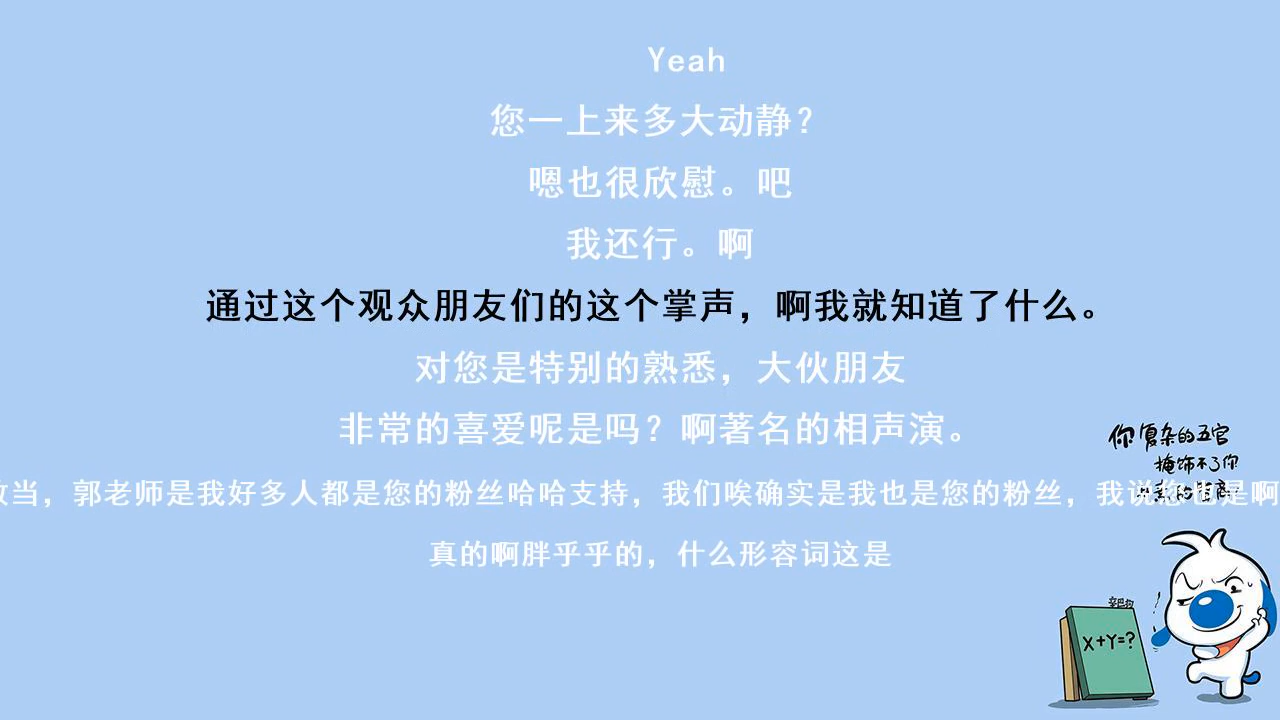 Yeah
您一上来多大动静？
嗯也很欣慰。吧
我还行。啊
通过这个观众朋友们的这个掌声，啊我就知道了什么。
对您是特别的熟悉，大伙朋友
非常的喜爱呢是吗？啊著名的相声演。
你复杂的五官
掩饰不了你
当，郭老师是我好多人都是您的粉丝哈哈支持，我们唉确实是我也是您的粉丝，我说您也是啊
真的啊胖乎乎的，什么形容词这是
X+Y=?